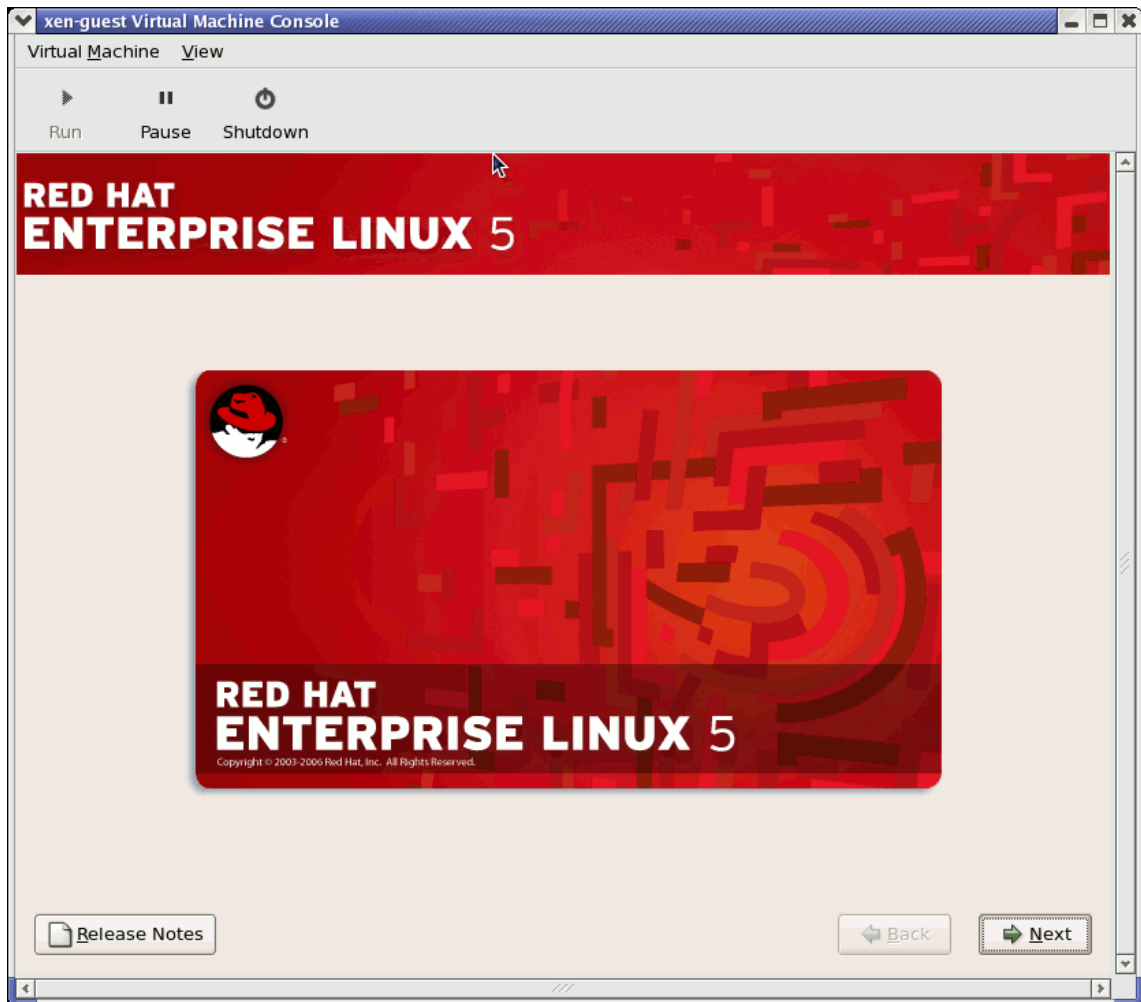 xen-guest Virtual Machine Console
Virtual Machine View
Run Pause Shutdown
RED HAT
ENTERPRISE LINUX 5
RED HAT
ENTERPRISE LINUX 5
Copyright © 2003-2006 Red Hat, Inc. All Rights Reserved.
Release Notes Back Next